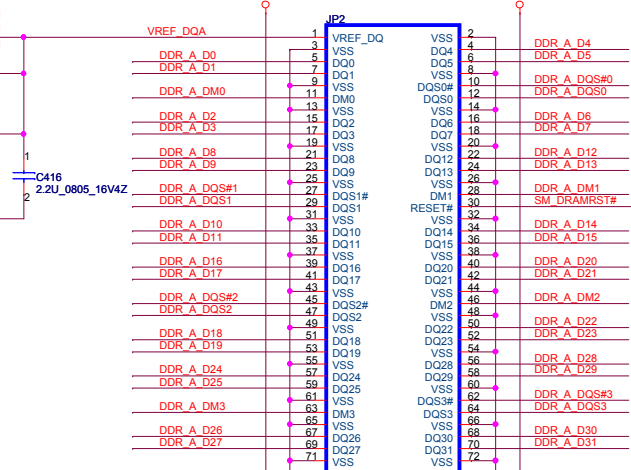 JP2
VREF_DQA 1 VREF_DQ VSS 2
3 VSS DQ4 4 DDR_A_D4
DDR_A_D0 5 DQ0 DQ5 6 DDR_A_D5
DDR_A_D1 7 DQ1 VSS 8
9 VSS DQS0# 10 DDR_A_DQS#0
DDR_A_DM0 11 DM0 DQS0 12 DDR_A_DQS0
13 VSS VSS 14
DDR_A_D2 15 DQ2 DQ6 16 DDR_A_D6
DDR_A_D3 17 DQ3 DQ7 18 DDR_A_D7
19 VSS VSS 20
DDR_A_D8 21 DQ8 DQ12 22 DDR_A_D12
DDR_A_D9 23 DQ9 DQ13 24 DDR_A_D13
25 VSS VSS 26
DDR_A_DQS#1 27 DQS1# DM1 28 DDR_A_DM1
DDR_A_DQS1 29 DQS1 RESET# 30 SM_DRAMRST#
31 VSS VSS 32
DDR_A_D10 33 DQ10 DQ14 34 DDR_A_D14
DDR_A_D11 35 DQ11 DQ15 36 DDR_A_D15
37 VSS VSS 38
DDR_A_D16 39 DQ16 DQ20 40 DDR_A_D20
DDR_A_D17 41 DQ17 DQ21 42 DDR_A_D21
43 VSS VSS 44
DDR_A_DQS#2 45 DQS2# DM2 46 DDR_A_DM2
DDR_A_DQS2 47 DQS2 VSS 48
49 VSS DQ22 50 DDR_A_D22
DDR_A_D18 51 DQ18 DQ23 52 DDR_A_D23
DDR_A_D19 53 DQ19 VSS 54
55 VSS DQ28 56 DDR_A_D28
DDR_A_D24 57 DQ24 DQ29 58 DDR_A_D29
DDR_A_D25 59 DQ25 VSS 60
61 VSS DQS3# 62 DDR_A_DQS#3
DDR_A_DM3 63 DM3 DQS3 64 DDR_A_DQS3
65 VSS VSS 66
DDR_A_D26 67 DQ26 DQ30 68 DDR_A_D30
DDR_A_D27 69 DQ27 DQ31 70 DDR_A_D31
71 VSS VSS 72
1
C416
2.2U_0805_16V4Z
2